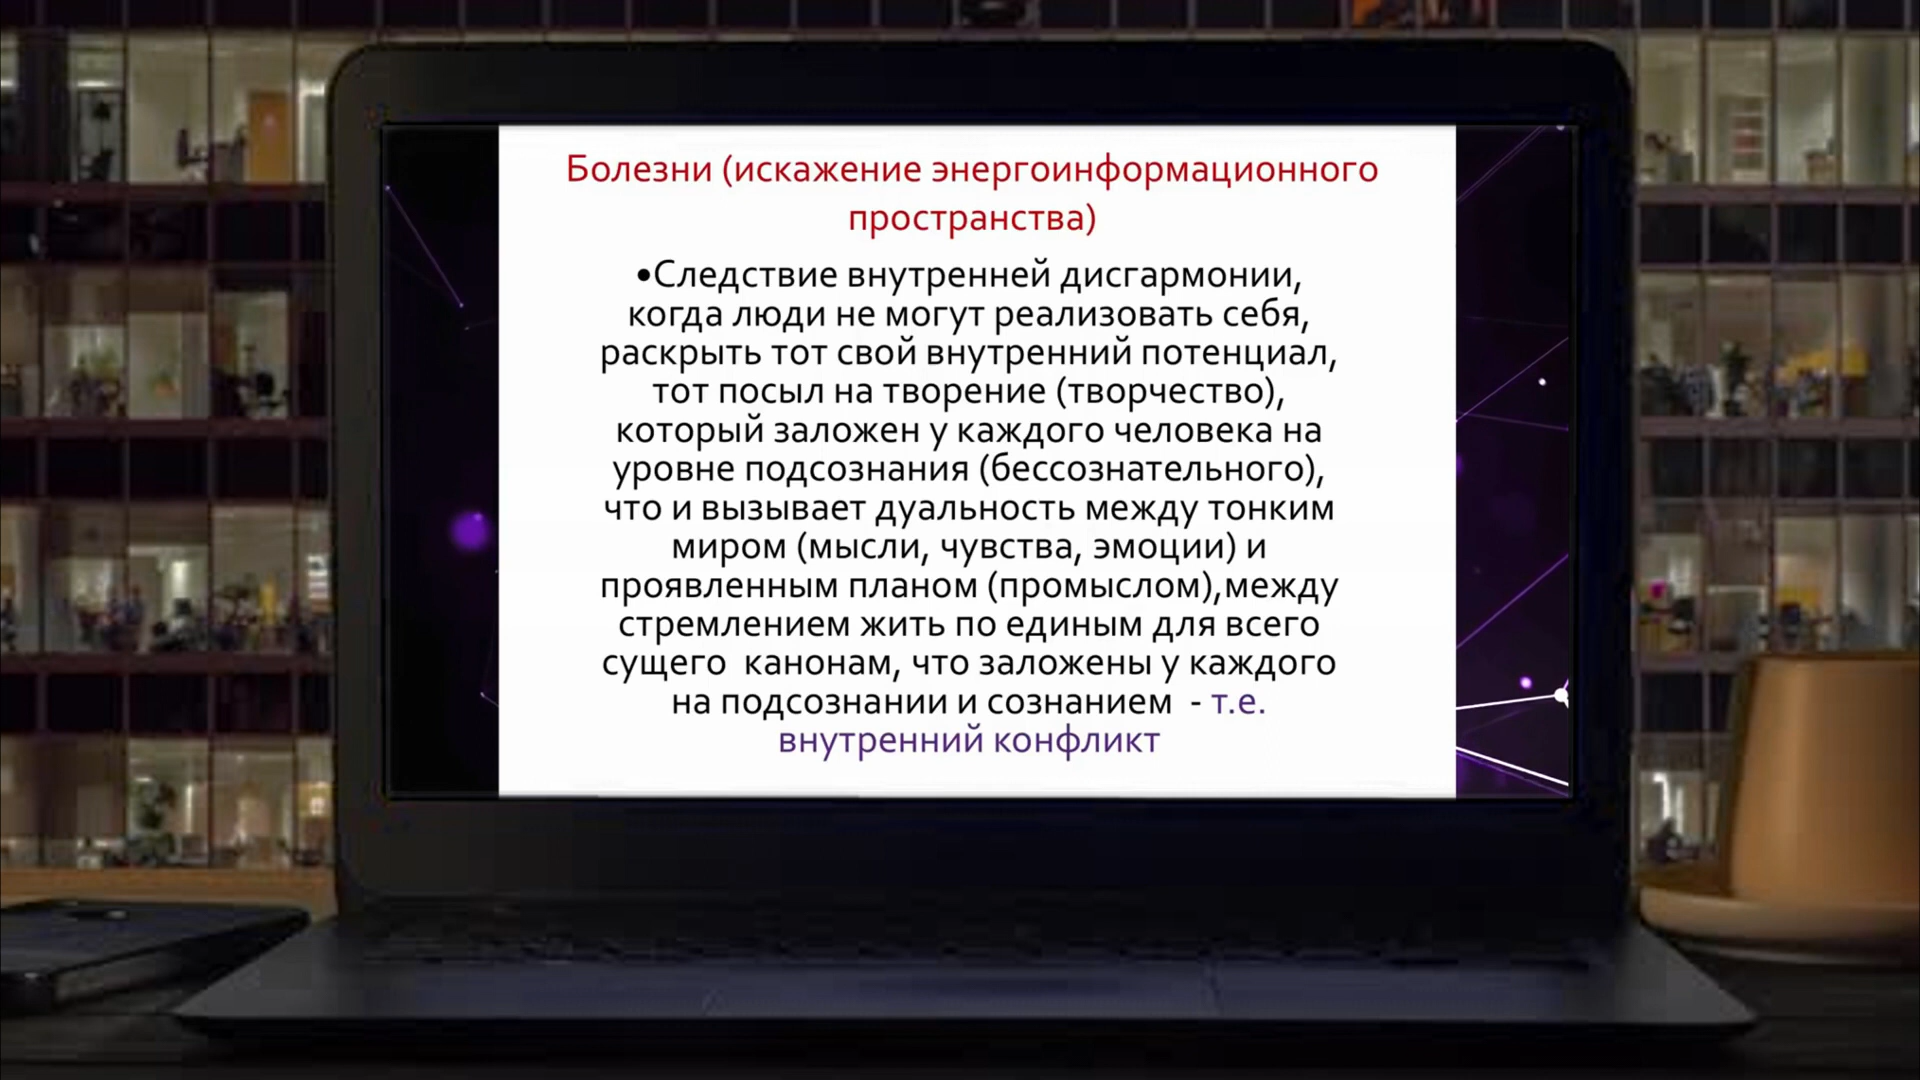 Болезни (искажение энергоинформационного
пространства)
•Следствие внутренней дисгармонии,
когда люди не могут реализовать себя,
раскрыть тот свой внутренний потенциал,
тот посыл на творение (творчество),
который заложен у каждого человека на
уровне подсознания (бессознательного),
что и вызывает дуальность между тонким
миром (мысли, чувства, эмоции) и
проявленным планом (промыслом),между
стремлением жить по единым для всего
сущего  канонам, что заложены у каждого
на подсознании и сознанием  - т.е.
внутренний конфликт